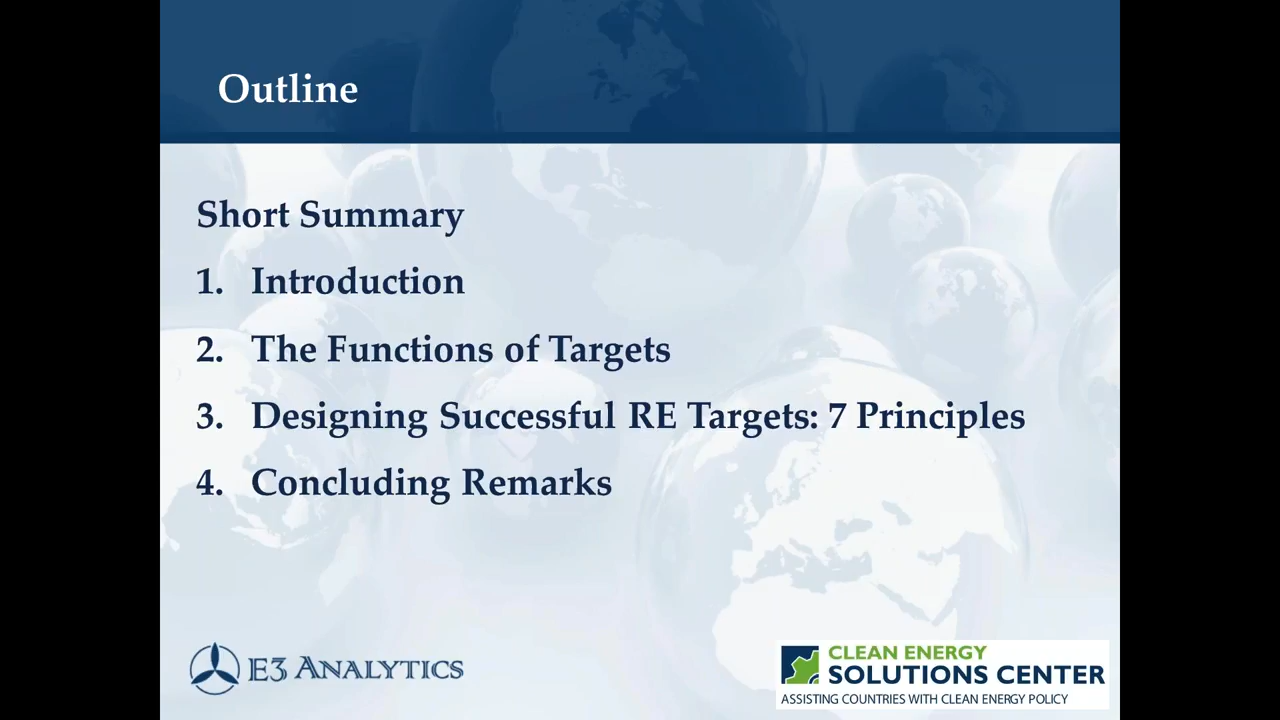 Outline
Short Summary
1. Introduction
2. The Functions of Targets
3. Designing Successful RE Targets: 7 Principles
4. Concluding Remarks
E3 ANALYTICS
CLEAN ENERGY
SOLUTIONS CENTER
ASSISTING COUNTRIES WITH CLEAN ENERGY POLICY